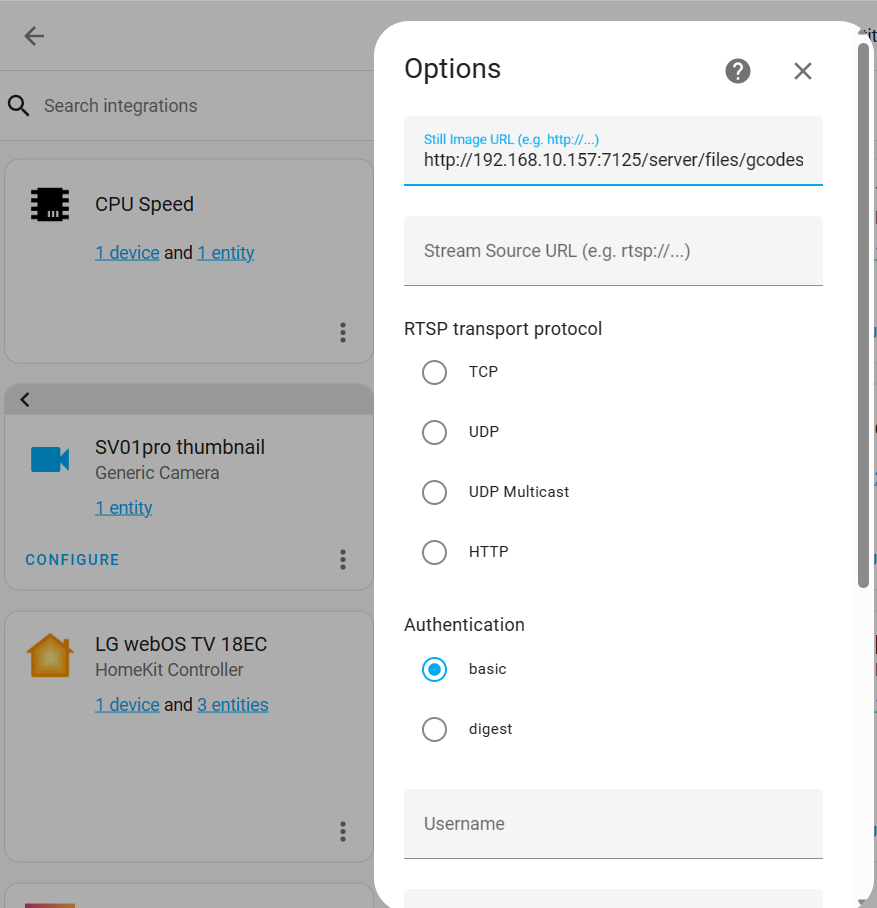 Search integrations
CPU Speed
1 device and 1 entity
SV01pro thumbnail
Generic Camera
1 entity
CONFIGURE
LG webOS TV 18EC
HomeKit Controller
1 device and 3 entities
Options
Still Image URL (e.g. http://...)
http://192.168.10.157:7125/server/files/gcodes
Stream Source URL (e.g. rtsp://...)
RTSP transport protocol
TCP
UDP
UDP Multicast
HTTP
Authentication
basic
digest
Username